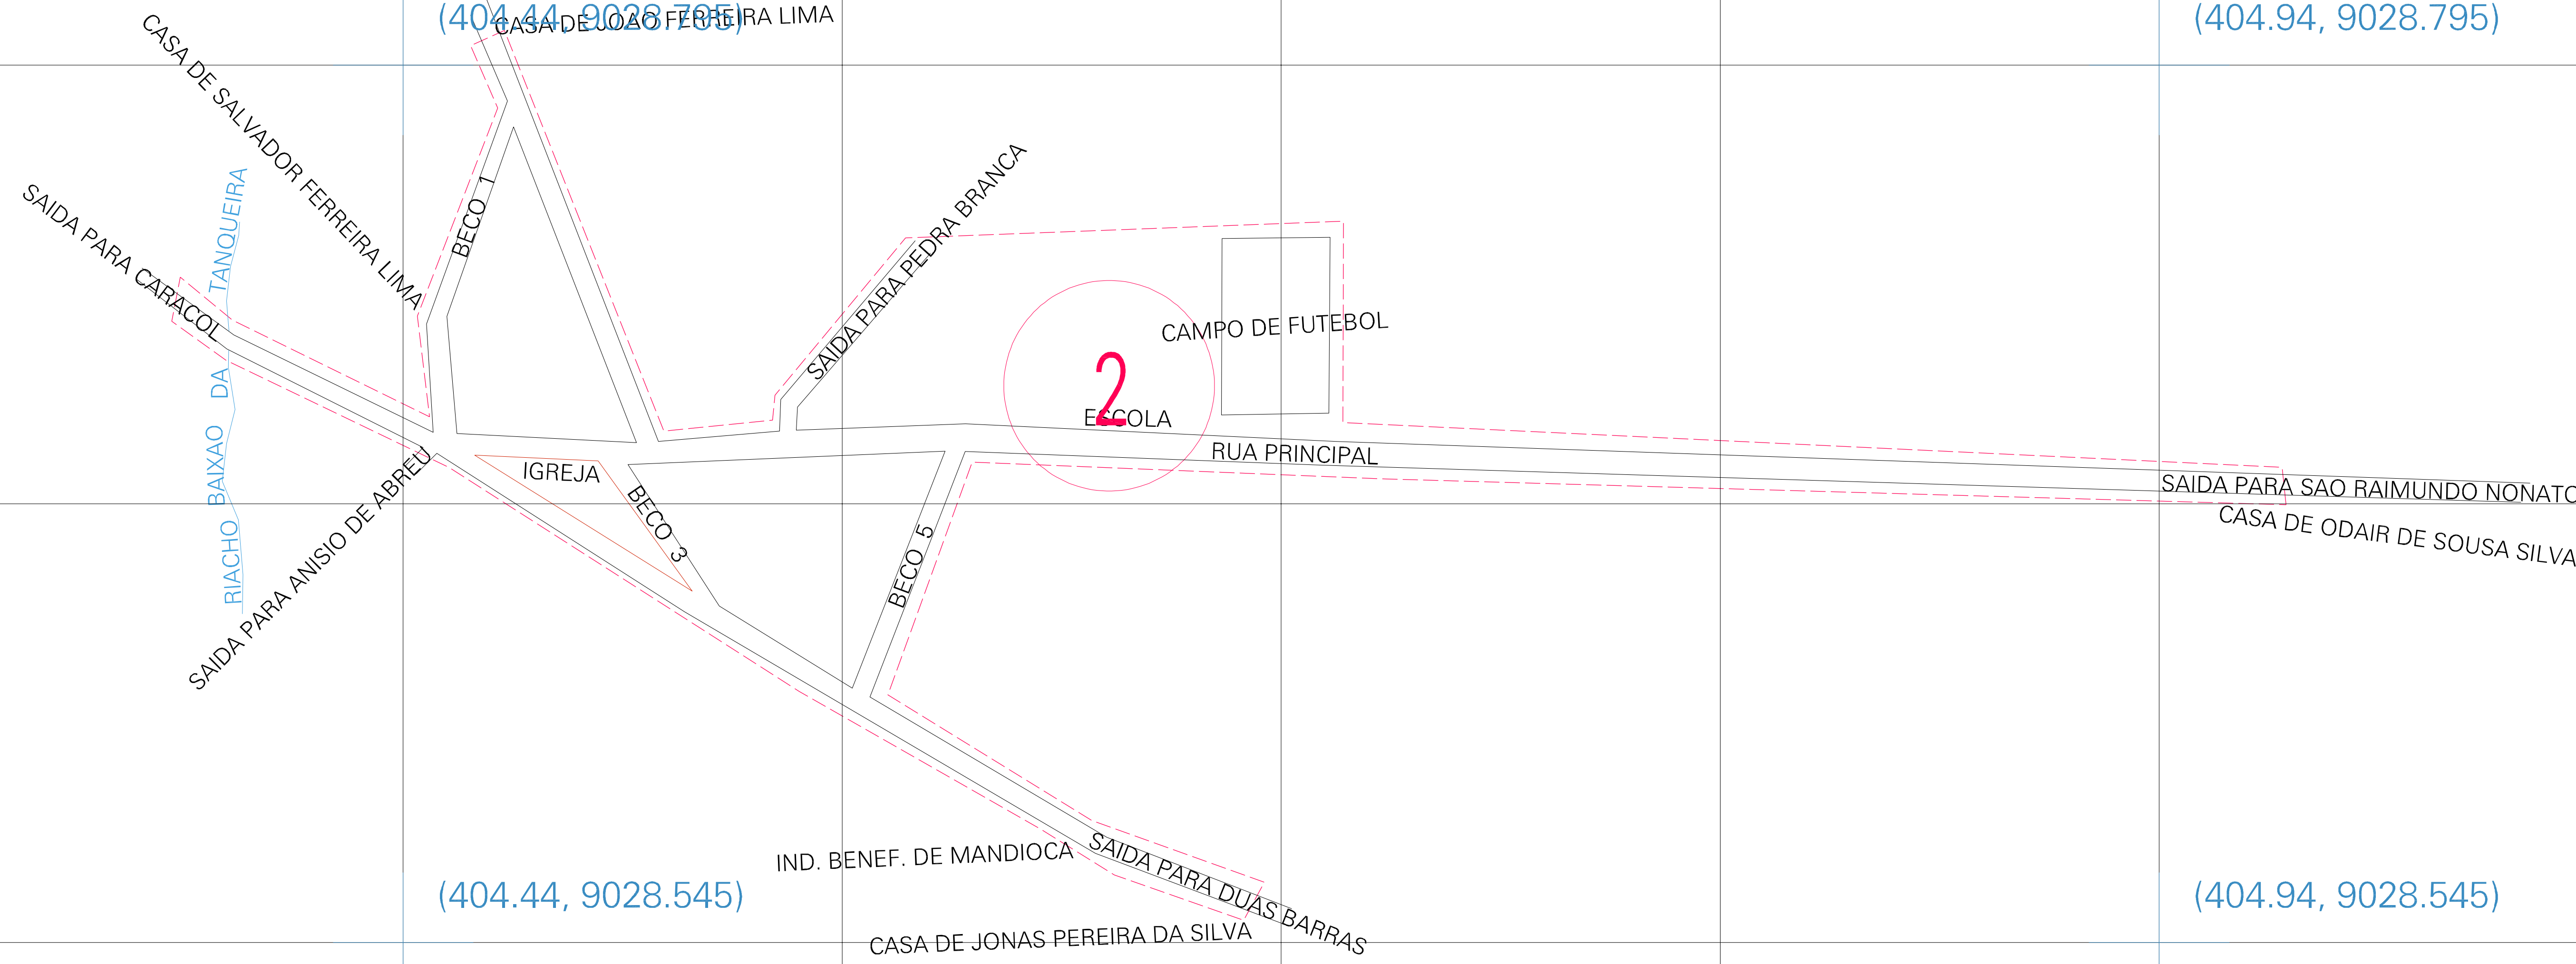 (404.44, 9028.795)
CASA DE JOAO FERREIRA LIMA
(404.94, 9028.795)
CASA DE SALVADOR FERREIRA LIMA
SAIDA PARA CARACOL
RIACHO BAIXAO DA TANQUEIRA
BECO 1
SAIDA PARA PEDRA BRANCA
CAMPO DE FUTEBOL
2
ESCOLA
RUA PRINCIPAL
IGREJA
SAIDA PARA ANISIO DE ABREU
BECO 3
BECO 5
SAIDA PARA SAO RAIMUNDO NONATO
CASA DE ODAIR DE SOUSA SILVA
IND. BENEF. DE MANDIOCA
SAIDA PARA DUAS BARRAS
(404.44, 9028.545)
(404.94, 9028.545)
CASA DE JONAS PEREIRA DA SILVA